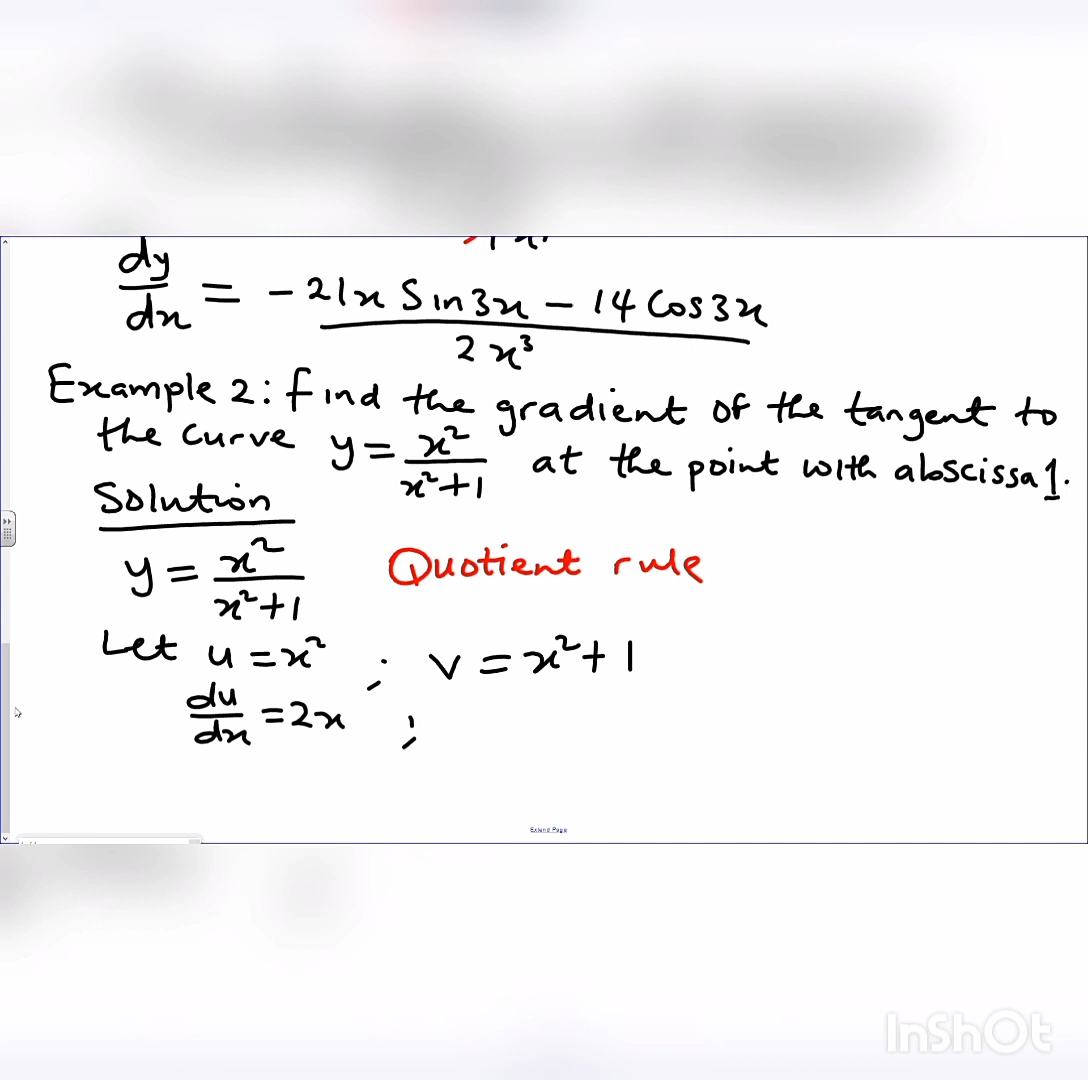 dy/dx = -21x Sin3x - 14 Cos3x / 2x³
Example 2: find the gradient of the tangent to
the curve y = x²/x²+1 at the point with abscissa 1.
Solution
y = x²/x²+1 Quotient rule
Let u = x² ; v = x² + 1
du/dx = 2x ;
Extend Page
InShOt